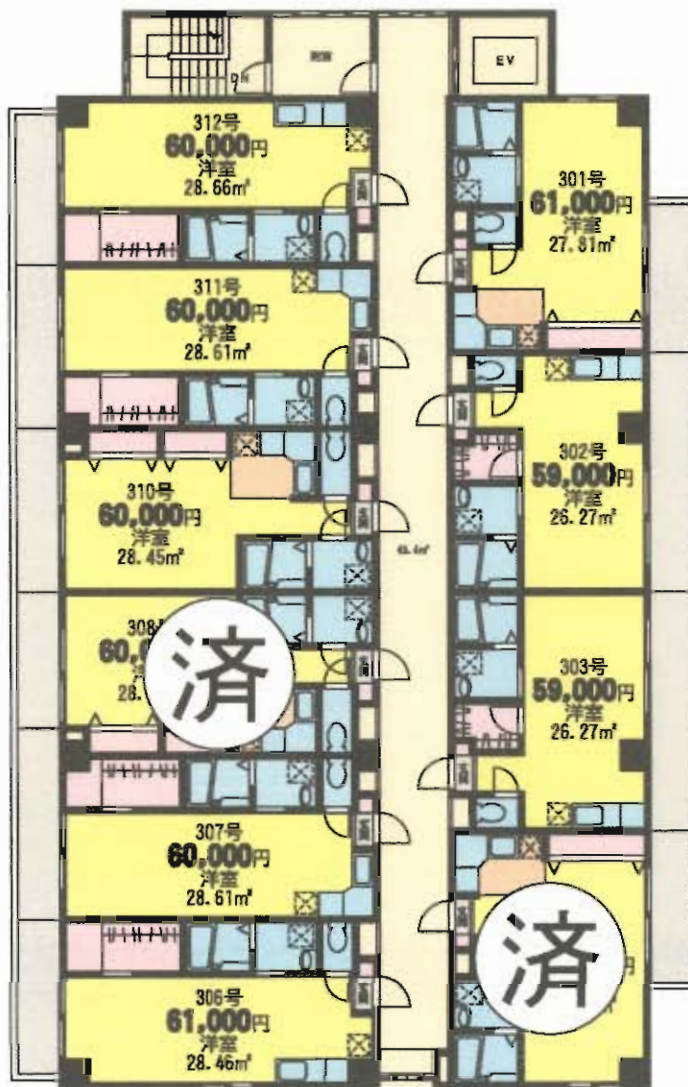 DN
EV
312号
60,000円
洋室
28.66㎡
301号
61,000円
洋室
27.81㎡
311号
60,000円
洋室
28.61㎡
302号
59,000円
洋室
26.27㎡
310号
60,000円
洋室
28.45㎡
308
60,0
28.
済
303号
59,000円
洋室
26.27㎡
307号
60,000円
洋室
28.61㎡
済
306号
61,000円
洋室
28.46㎡